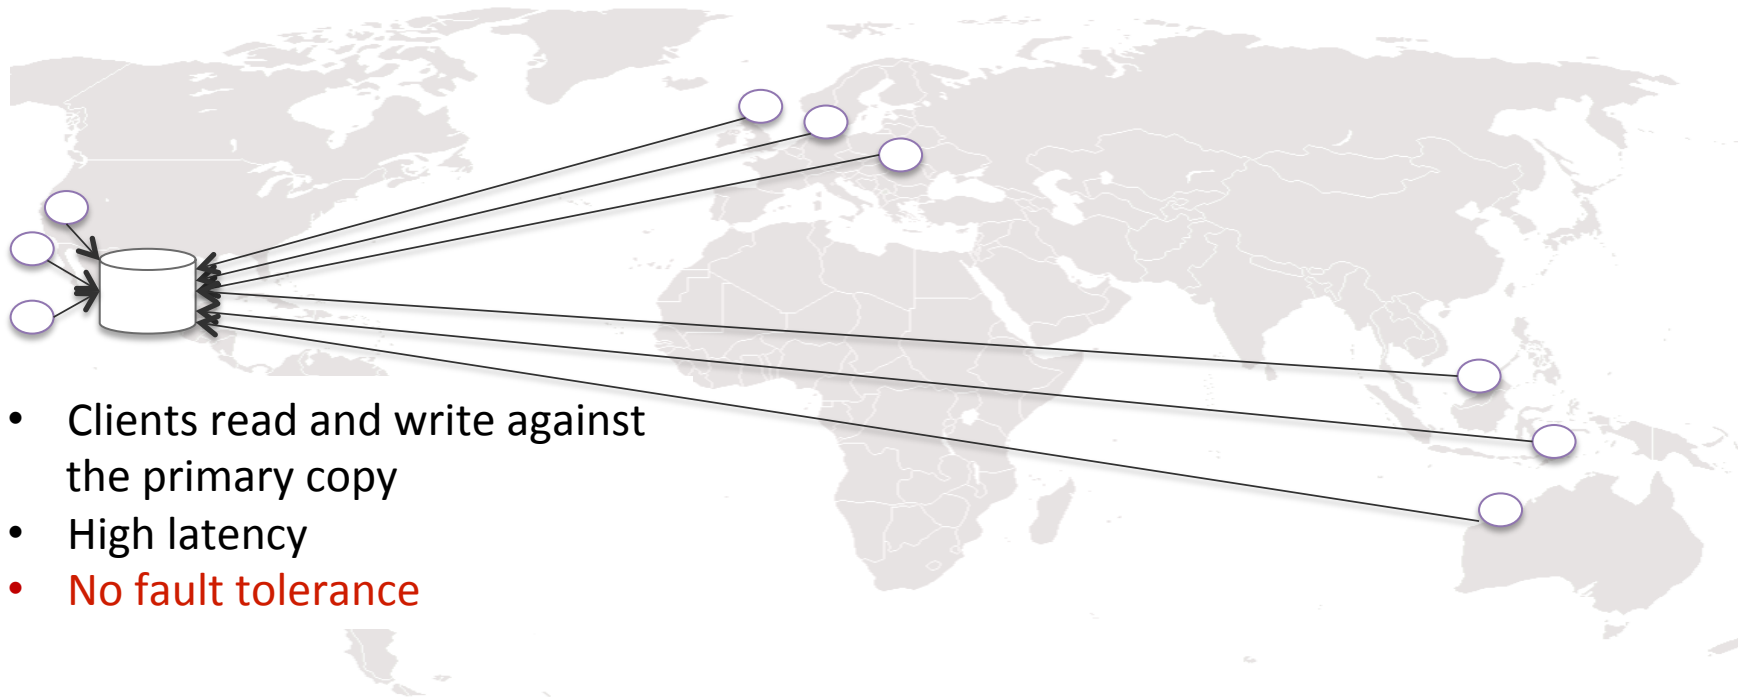 • Clients read and write against
the primary copy
• High latency
• No fault tolerance